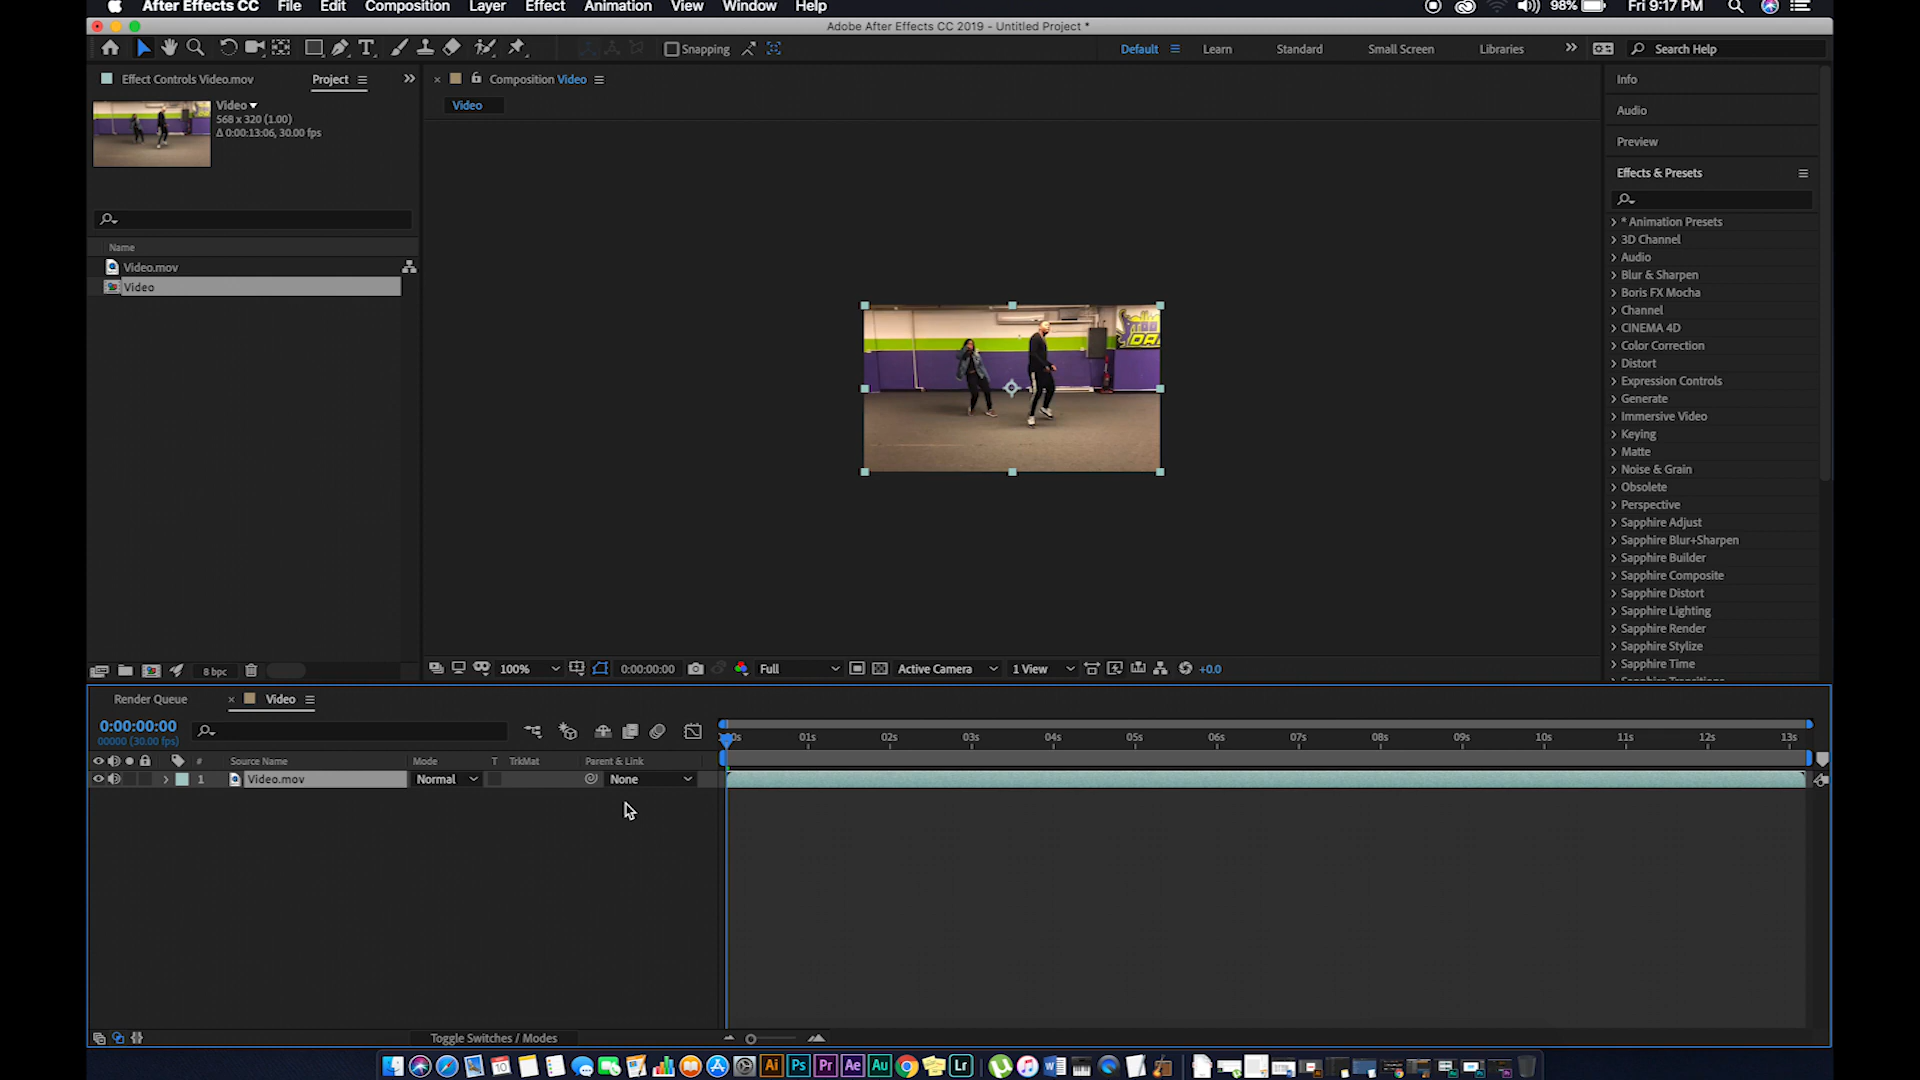 After Effects CC File Edit Composition Layer Effect Animation View Window Help 98% Fri 9:17 PM
Adobe After Effects CC 2019 - Untitled Project *
Snapping Default Learn Standard Small Screen Libraries Search Help
Effect Controls Video.mov Project Composition Video Info
Video
568 x 320 (1.00)
Δ 0:00:13:06, 30.00 fps
Video
Audio
Preview
Effects & Presets
Name
Video.mov
Video
* Animation Presets
3D Channel
Audio
Blur & Sharpen
Boris FX Mocha
Channel
CINEMA 4D
Color Correction
Distort
Expression Controls
Generate
Immersive Video
Keying
Matte
Noise & Grain
Obsolete
Perspective
Sapphire Adjust
Sapphire Blur+Sharpen
Sapphire Builder
Sapphire Composite
Sapphire Distort
Sapphire Lighting
Sapphire Render
Sapphire Stylize
Sapphire Time
Sapphire Transitions
8 bpc 100% 0:00:00:00 Full Active Camera 1 View +0.0
Render Queue Video
0:00:00:00
00000 (30.00 fps)
01s 02s 03s 04s 05s 06s 07s 08s 09s 10s 11s 12s 13s
# Source Name Mode T TrkMat Parent & Link
1 Video.mov Normal None
Toggle Switches / Modes
Ai Ps Pr Ae Au Lr